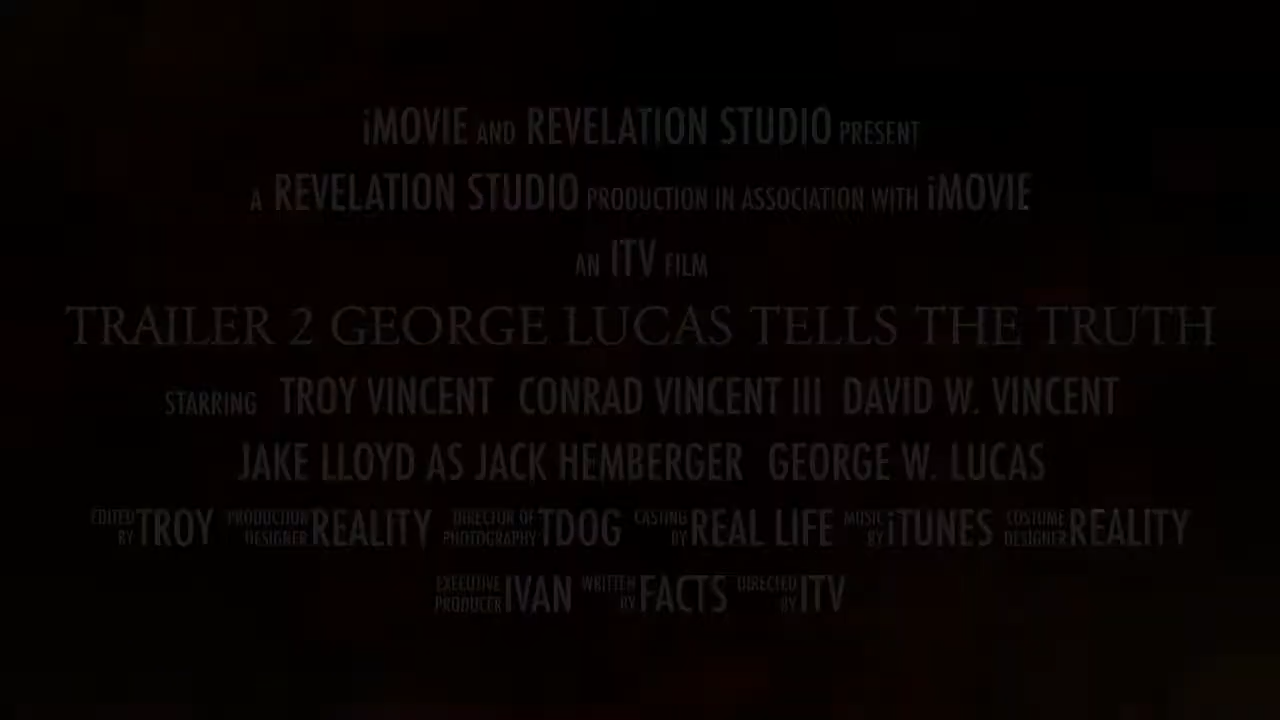 iMOVIE AND REVELATION STUDIO PRESENT
A REVELATION STUDIO PRODUCTION IN ASSOCIATION WITH iMOVIE
AN ITV FILM
TRAILER 2 GEORGE LUCAS TELLS THE TRUTH
STARRING TROY VINCENT CONRAD VINCENT III DAVID W. VINCENT
JAKE LLOYD AS JACK HEMBERGER GEORGE W. LUCAS
EDITED BY TROY PRODUCTION DESIGNER REALITY DIRECTOR OF PHOTOGRAPHY TDOG CASTING BY REAL LIFE MUSIC BY iTUNES COSTUME DESIGNER REALITY
EXECUTIVE PRODUCER IVAN WRITTEN BY FACTS DIRECTED BY ITV